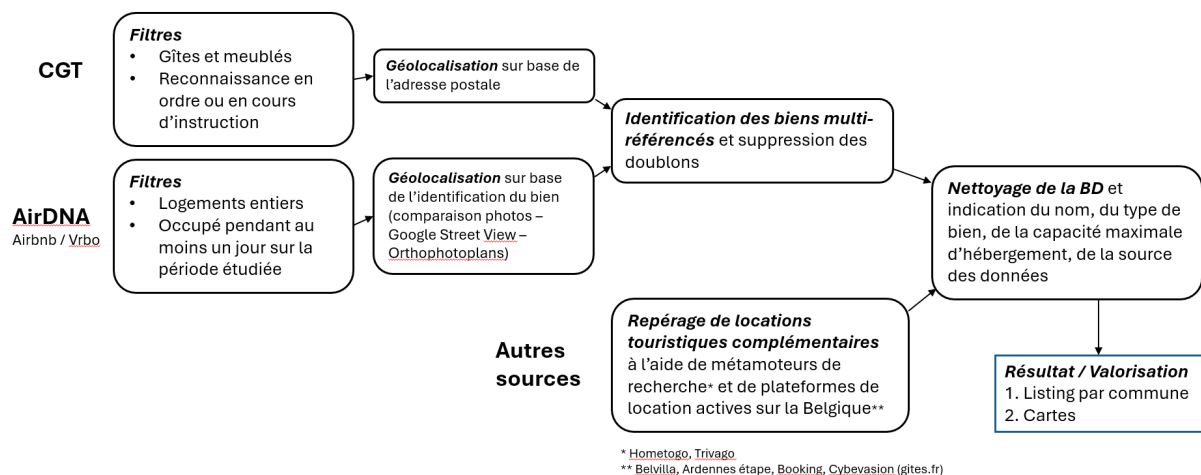 CGT
Filtres
• Gîtes et meublés
• Reconnaissance en
ordre ou en cours
d’instruction
Géolocalisation sur base de
l’adresse postale
AirDNA
Airbnb / Vrbo
Filtres
• Logements entiers
• Occupé pendant au
moins un jour sur la
période étudiée
Géolocalisation sur
base de
l’identification du bien
(comparaison photos –
Google Street View –
Orthophotoplans)
Identification des biens multi-
référencés et suppression des
doublons
Autres
sources
Repérage de locations
touristiques complémentaires
à l’aide de métamoteurs de
recherche* et de plateformes de
location actives sur la Belgique**
* Hometogo, Trivago
** Belvilla, Ardennes étape, Booking, Cybevasion (gites.fr)
Nettoyage de la BD et
indication du nom, du type de
bien, de la capacité maximale
d’hébergement, de la source
des données
Résultat / Valorisation
1. Listing par commune
2. Cartes